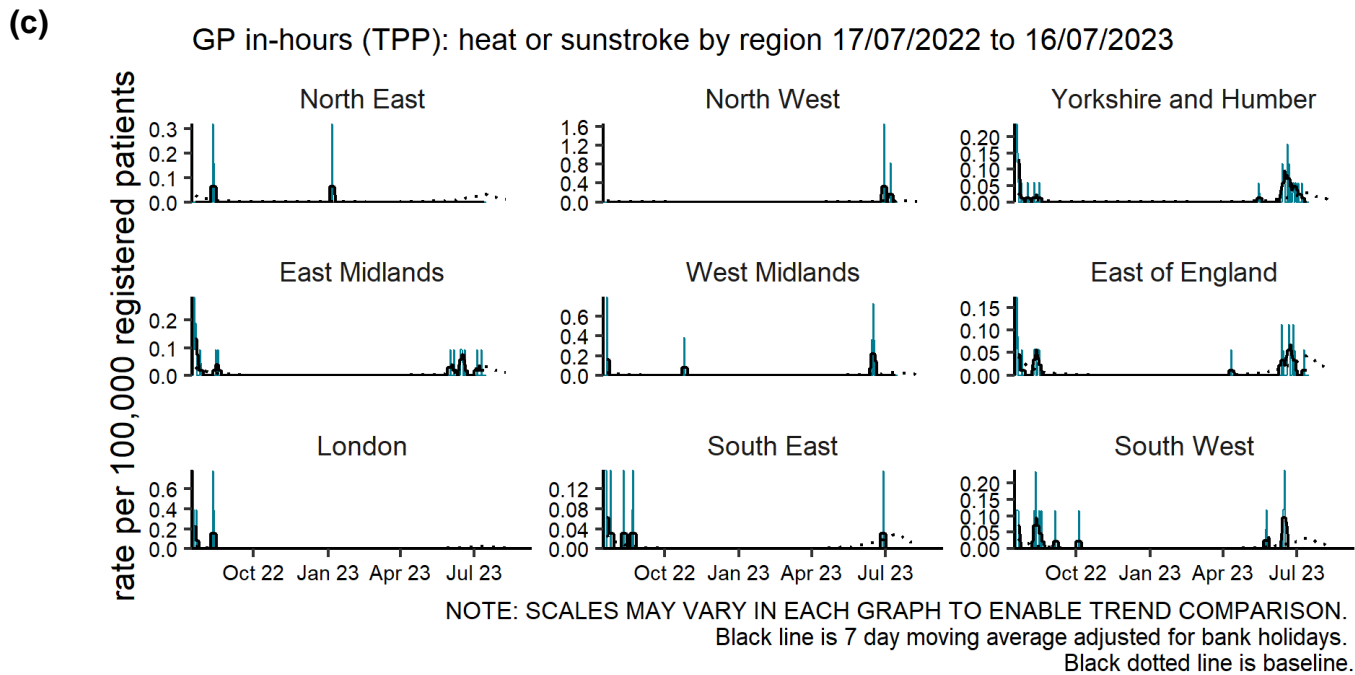 (c)
GP in-hours (TPP): heat or sunstroke by region 17/07/2022 to 16/07/2023
rate per 100,000 registered patients
North East
0.3
0.2
0.1
0.0
North West
1.6
1.2
0.8
0.4
0.0
Yorkshire and Humber
0.20
0.15
0.10
0.05
0.00
East Midlands
0.2
0.1
0.0
West Midlands
0.6
0.4
0.2
0.0
East of England
0.15
0.10
0.05
0.00
London
0.6
0.4
0.2
0.0
Oct 22 Jan 23 Apr 23 Jul 23
South East
0.12
0.08
0.04
0.00
Oct 22 Jan 23 Apr 23 Jul 23
South West
0.20
0.15
0.10
0.05
0.00
Oct 22 Jan 23 Apr 23 Jul 23
NOTE: SCALES MAY VARY IN EACH GRAPH TO ENABLE TREND COMPARISON.
Black line is 7 day moving average adjusted for bank holidays.
Black dotted line is baseline.